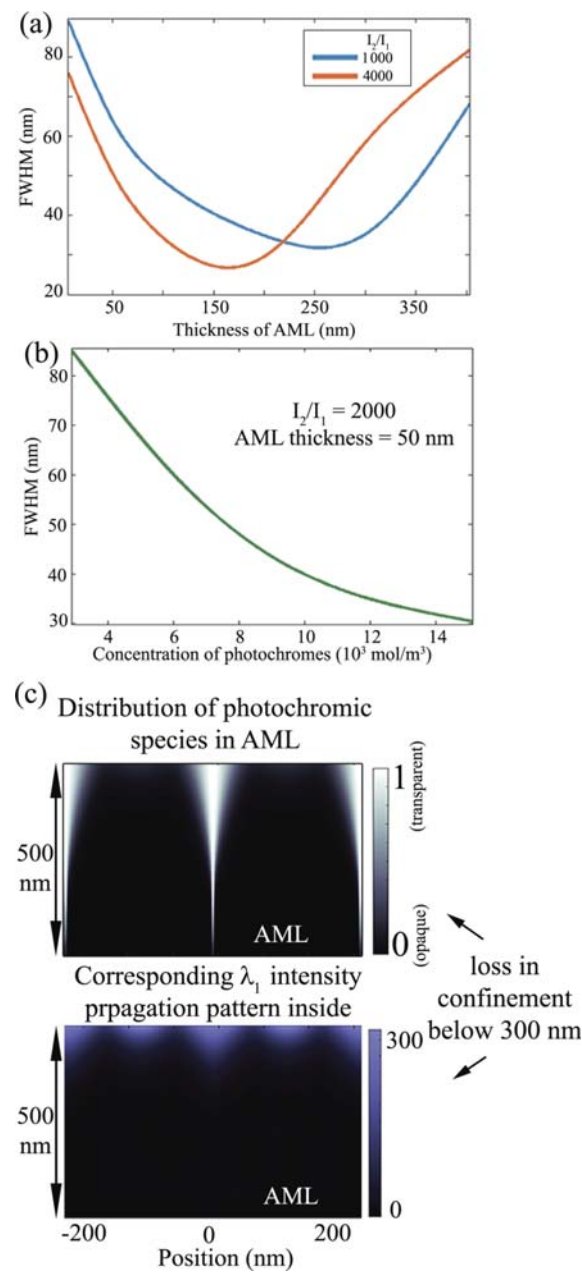 (a)
I₂/I₁
1000
4000
FWHM (nm)
60
40
20
50
150
250
350
Thickness of AML (nm)
(b)
I₂/I₁ = 2000
AML thickness = 50 nm
FWHM (nm)
80
70
60
50
40
30
4
6
8
10
12
14
Concentration of photochromes (10³ mol/m³)
(c)
Distribution of photochromic
species in AML
500
nm
AML
1
(transparent)
0
(opaque)
loss in
confinement
below 300 nm
Corresponding λ₁ intensity
prpagation pattern inside
500
nm
AML
300
0
-200
0
200
Position (nm)
80